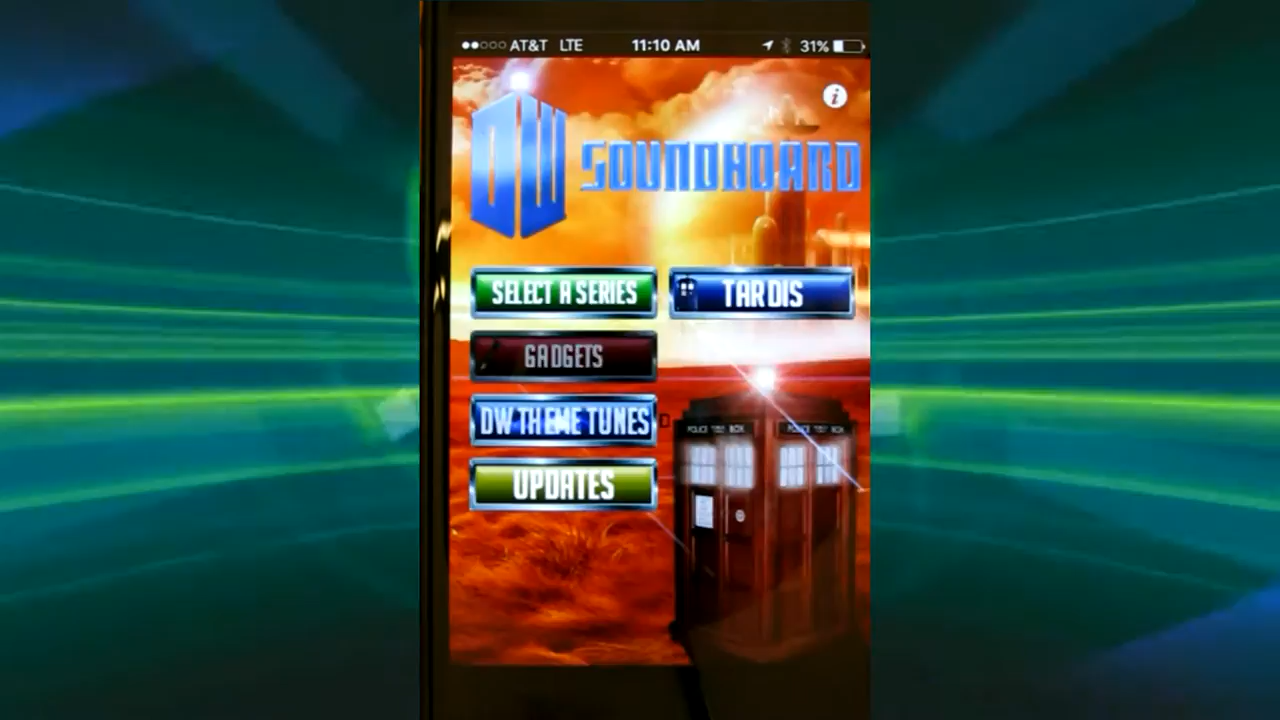 AT&T LTE 11:10 AM 31%
DW SOUNDBOARD
SELECT A SERIES
TARDIS
GADGETS
DW THEME TUNES
UPDATES
POLICE BOX POLICE BOX